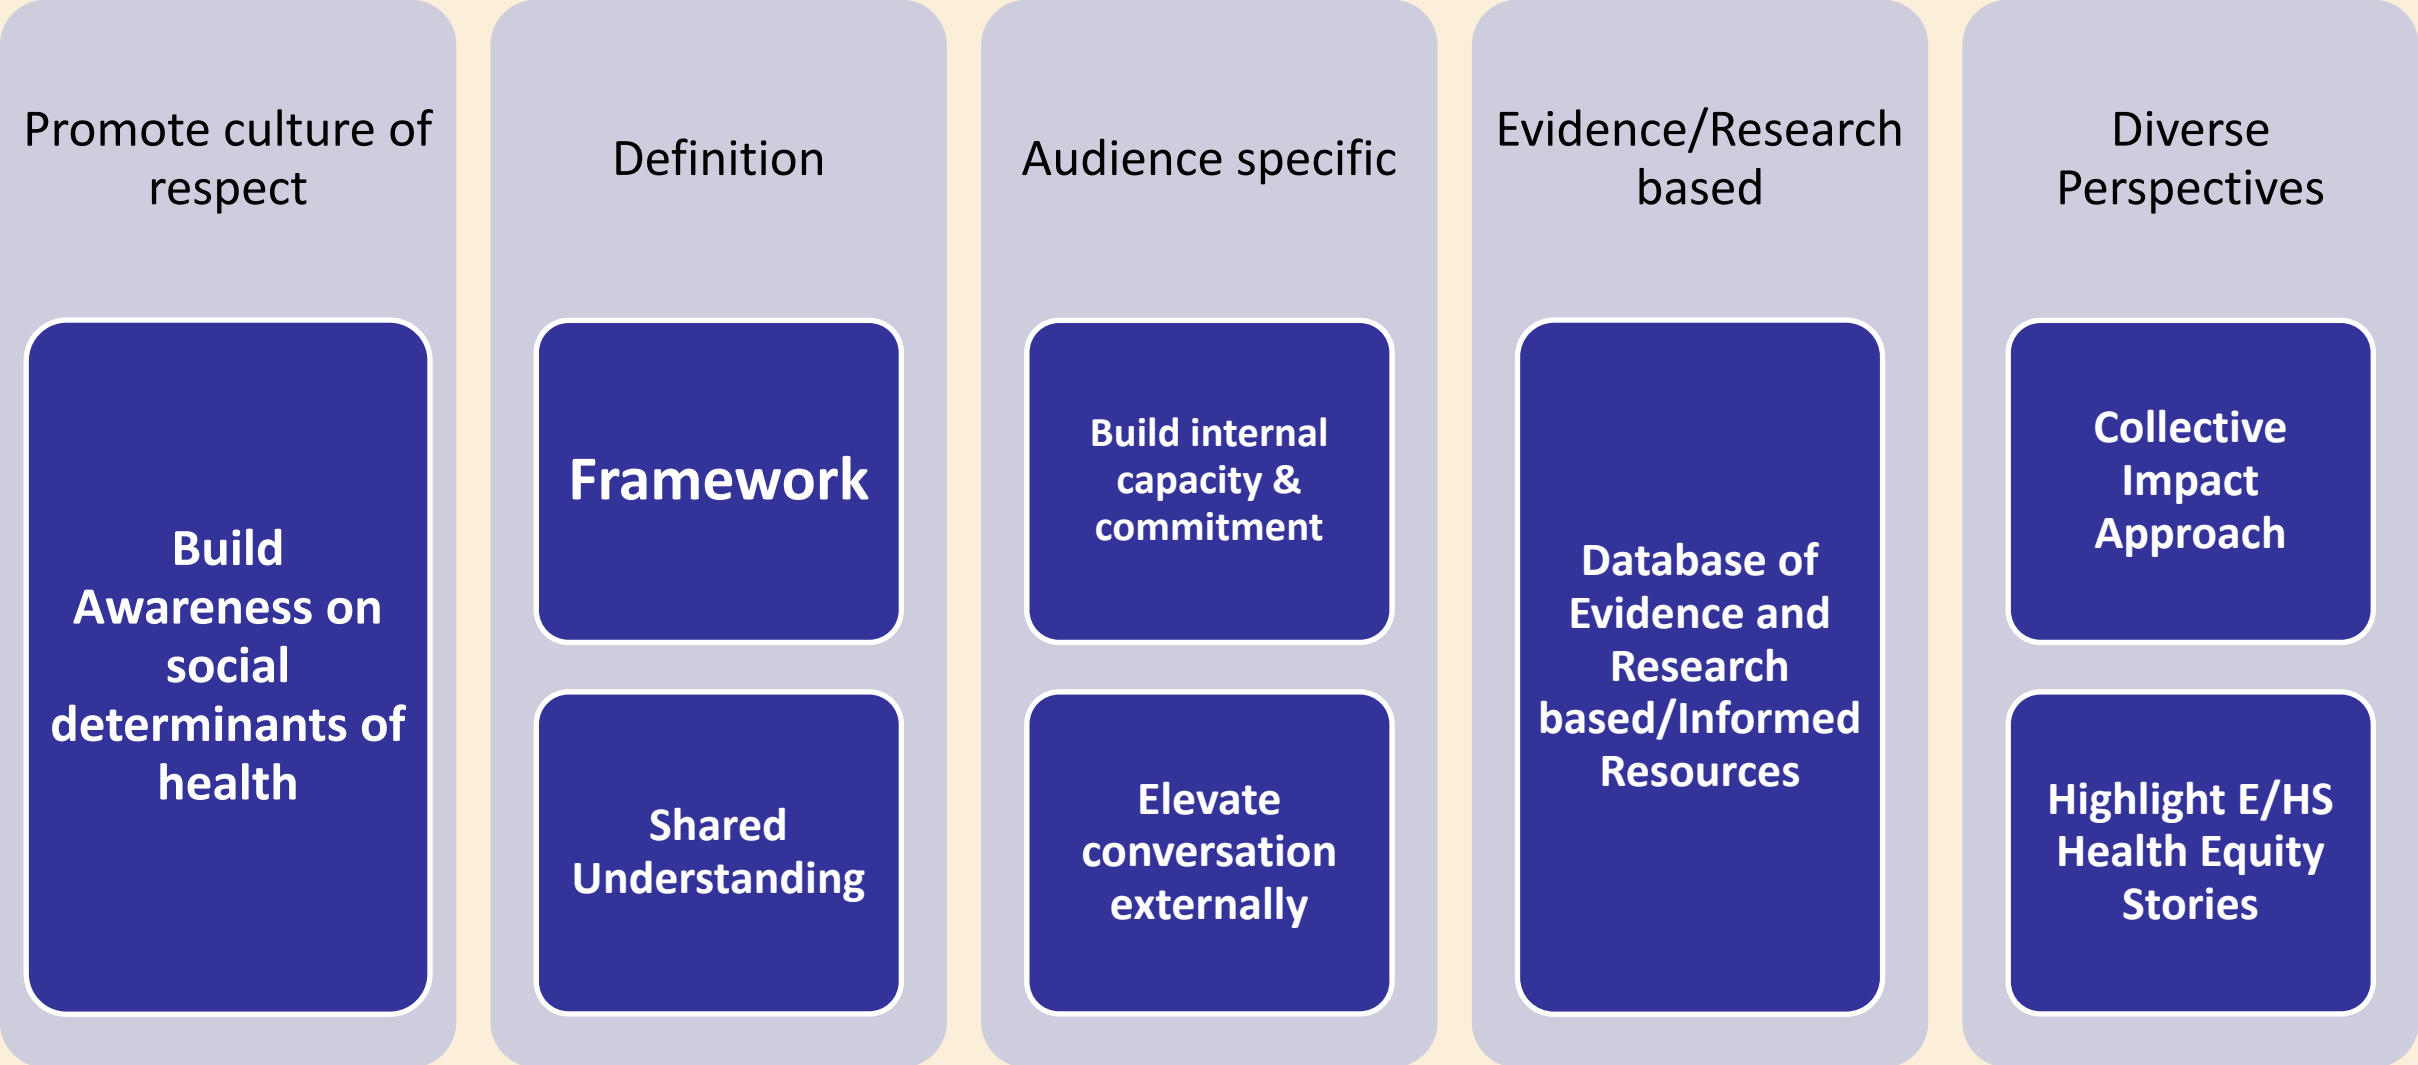 Promote culture of
respect
Build
Awareness on
social
determinants of
health
Definition
Framework
Shared
Understanding
Audience specific
Build internal
capacity &
commitment
Elevate
conversation
externally
Evidence/Research
based
Database of
Evidence and
Research
based/Informed
Resources
Diverse
Perspectives
Collective
Impact
Approach
Highlight E/HS
Health Equity
Stories